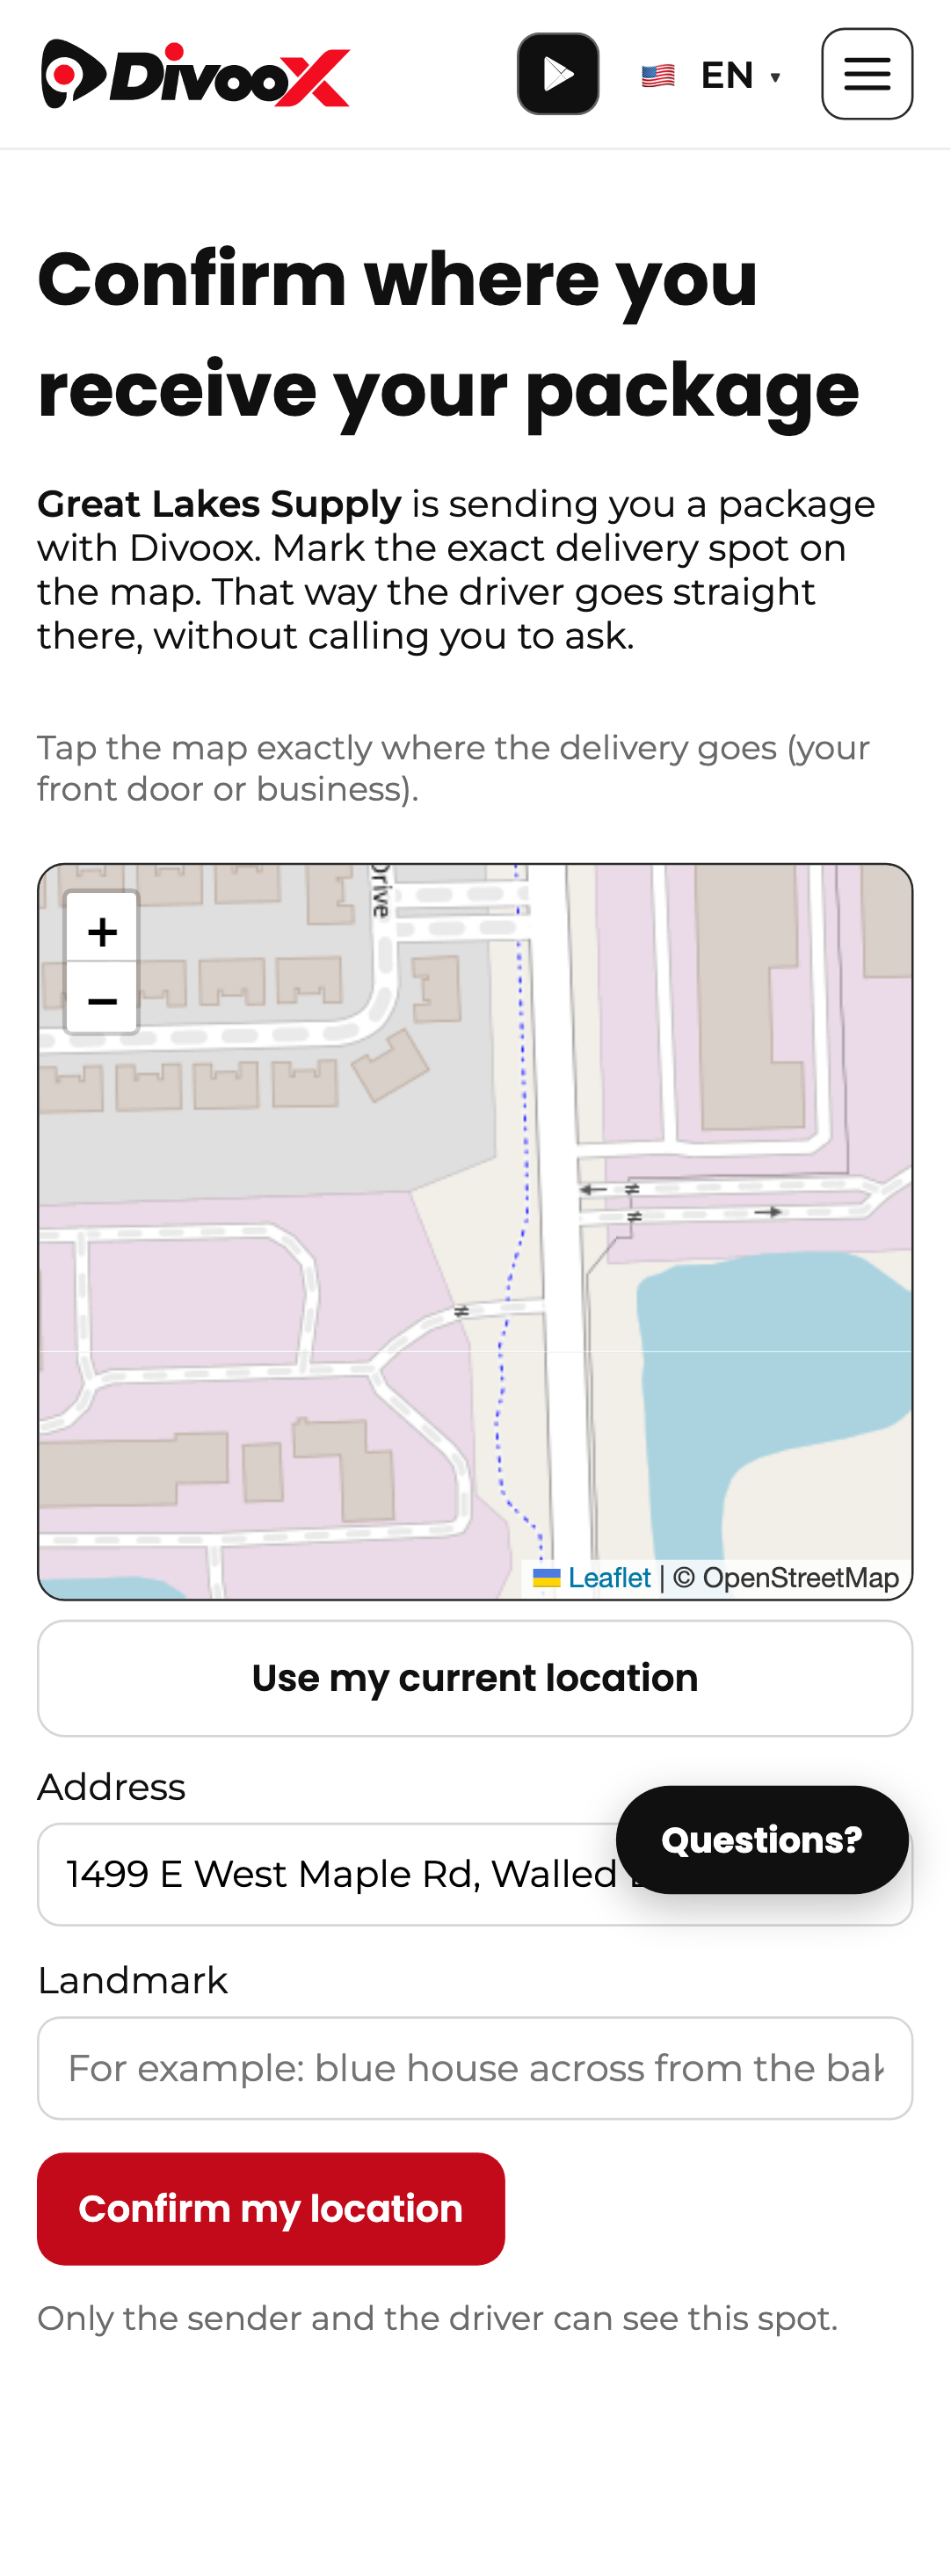 DivooX
EN
Confirm where you
receive your package
Great Lakes Supply is sending you a package
with Divoox. Mark the exact delivery spot on
the map. That way the driver goes straight
there, without calling you to ask.
Tap the map exactly where the delivery goes (your
front door or business).
Drive
+
−
Leaflet | © OpenStreetMap
Use my current location
Address
Questions?
1499 E West Maple Rd, Walled
Landmark
For example: blue house across from the
Confirm my location
Only the sender and the driver can see this spot.